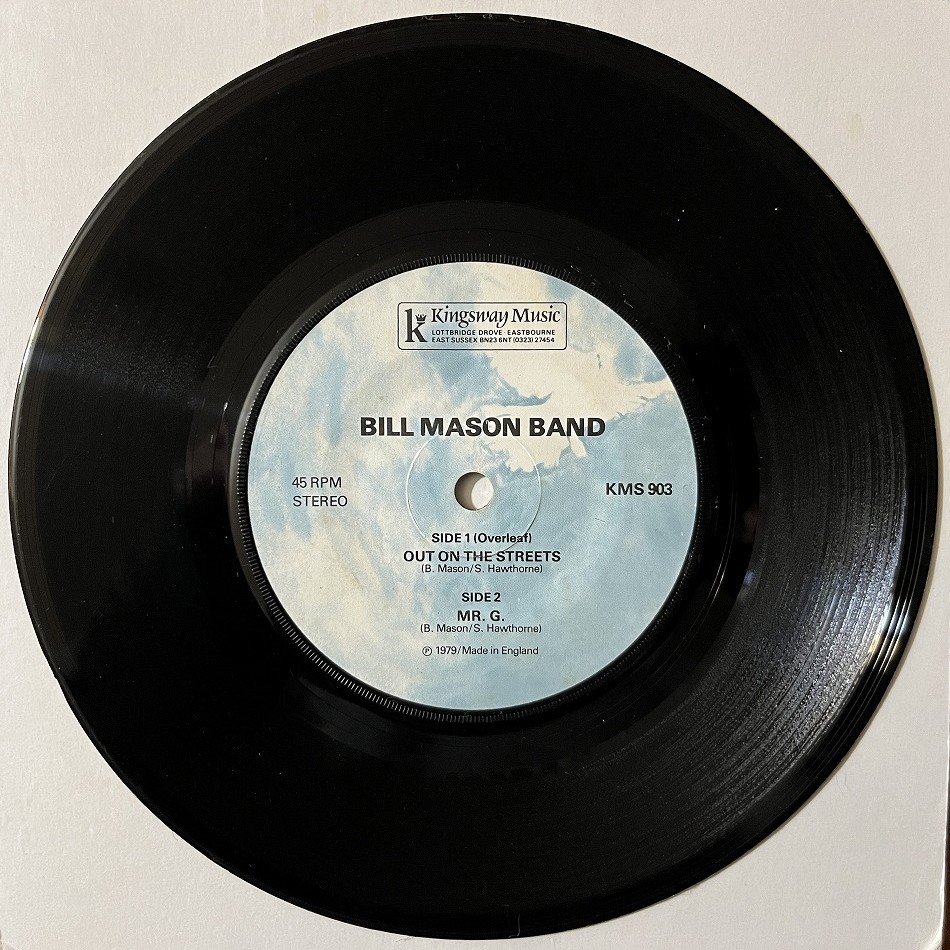 k Kingsway Music
LOTTBRIDGE DROVE · EASTBOURNE
EAST SUSSEX BN23 6NT (0323) 27454
BILL MASON BAND
45 RPM
STEREO
KMS 903
SIDE 1 (Overleaf)
OUT ON THE STREETS
(B. Mason/S. Hawthorne)
SIDE 2
MR. G.
(B. Mason/S. Hawthorne)
℗ 1979/Made in England